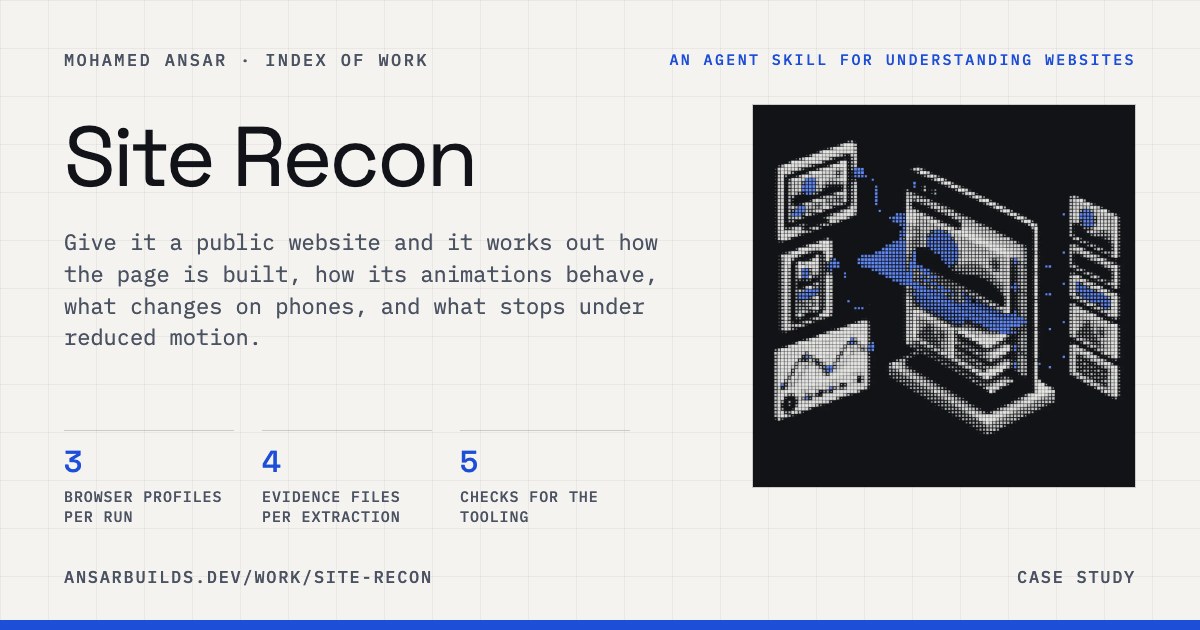 MOHAMED ANSAR · INDEX OF WORK
AN AGENT SKILL FOR UNDERSTANDING WEBSITES
Site Recon
Give it a public website and it works out how
the page is built, how its animations behave,
what changes on phones, and what stops under
reduced motion.
3
BROWSER PROFILES
PER RUN
4
EVIDENCE FILES
PER EXTRACTION
5
CHECKS FOR THE
TOOLING
ANSARBUILDS.DEV/WORK/SITE-RECON
CASE STUDY